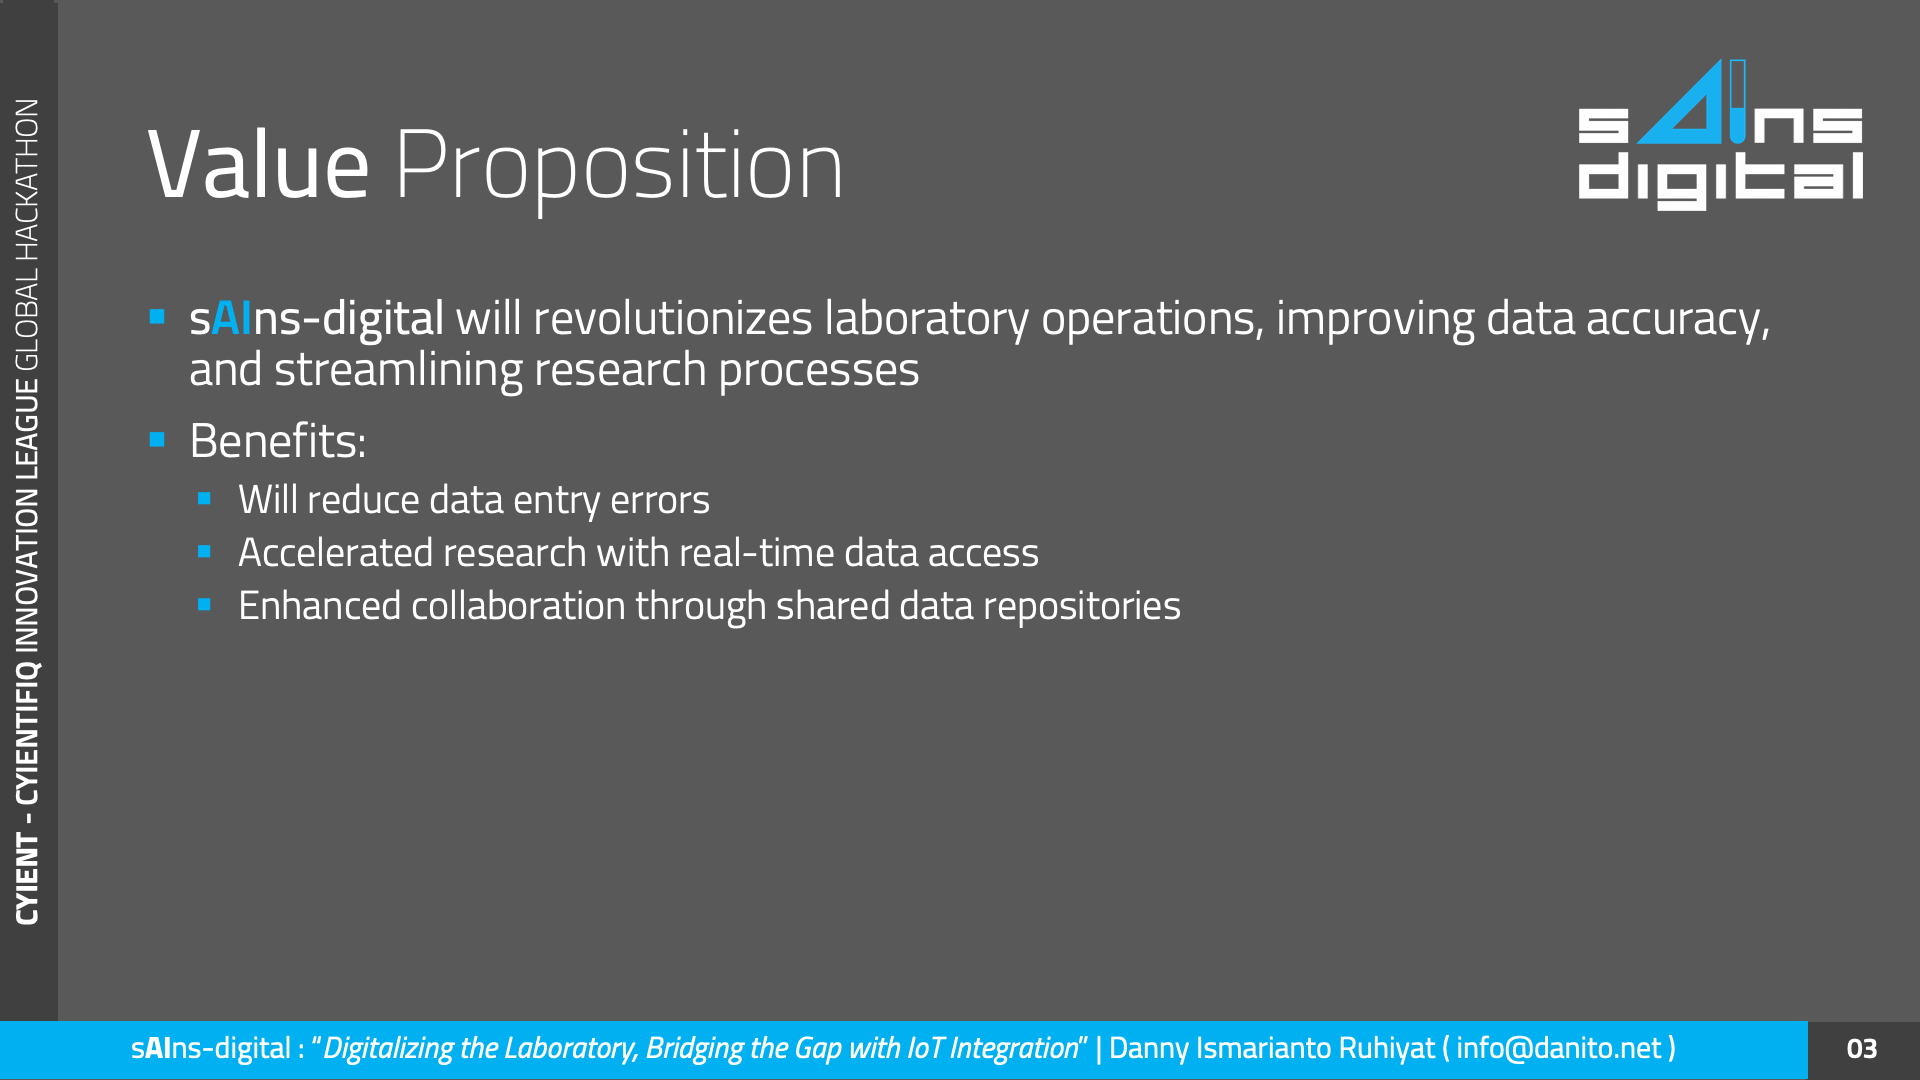 CYIENT - CYIENTIFIQ INNOVATION LEAGUE GLOBAL HACKATHON
Value Proposition
sAIns
digital
sAIns-digital will revolutionizes laboratory operations, improving data accuracy,
and streamlining research processes
Benefits:
Will reduce data entry errors
Accelerated research with real-time data access
Enhanced collaboration through shared data repositories
sAIns-digital : "Digitalizing the Laboratory, Bridging the Gap with IoT Integration" | Danny Ismarianto Ruhiyat ( info@danito.net )
03